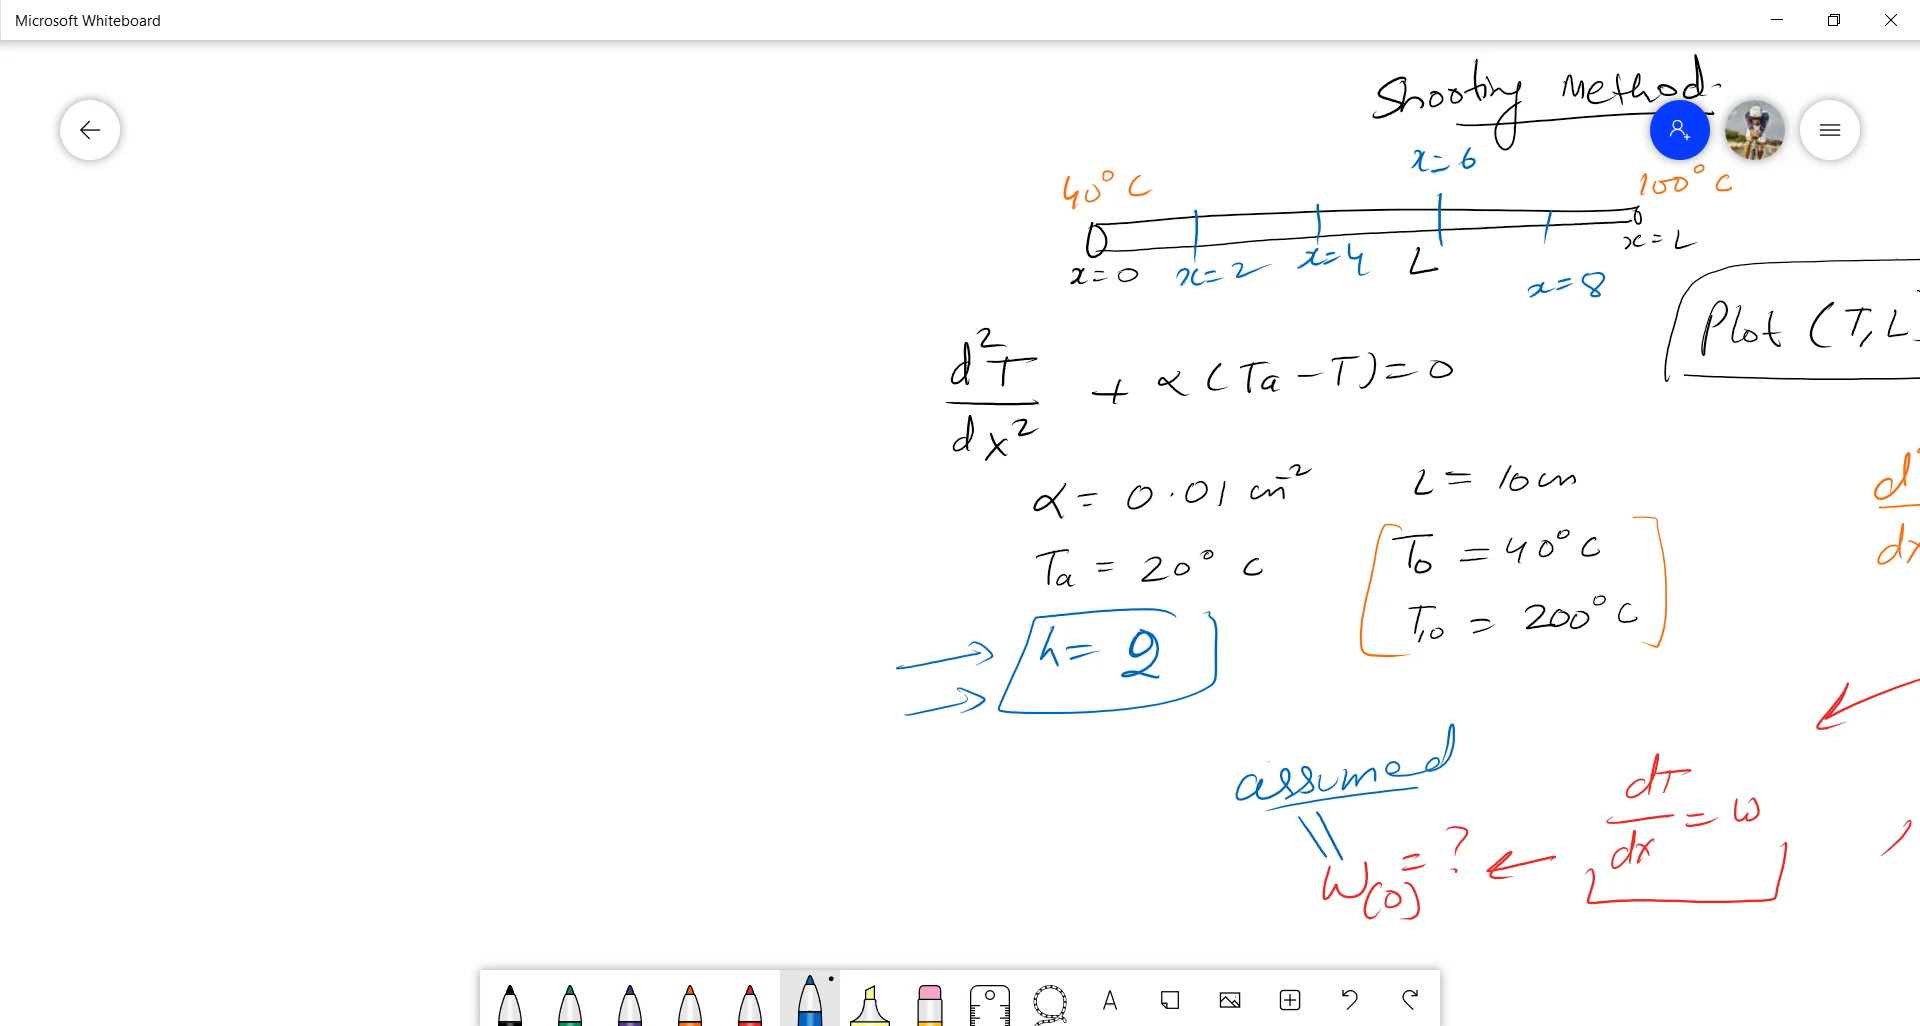 Microsoft Whiteboard
Shooting Method.
x=6
40°C
100°C
x=0
x=2
x=4
L
x=8
x=L
Plot (T, L
d²T/dx² + α(Ta - T) = 0
α = 0.01 cm⁻²
L = 10 cm
Ta = 20° C
T₀ = 40°C
T₁₀ = 200°C
h = 2
assumed
dT/dx = w
w(0) = ?
A